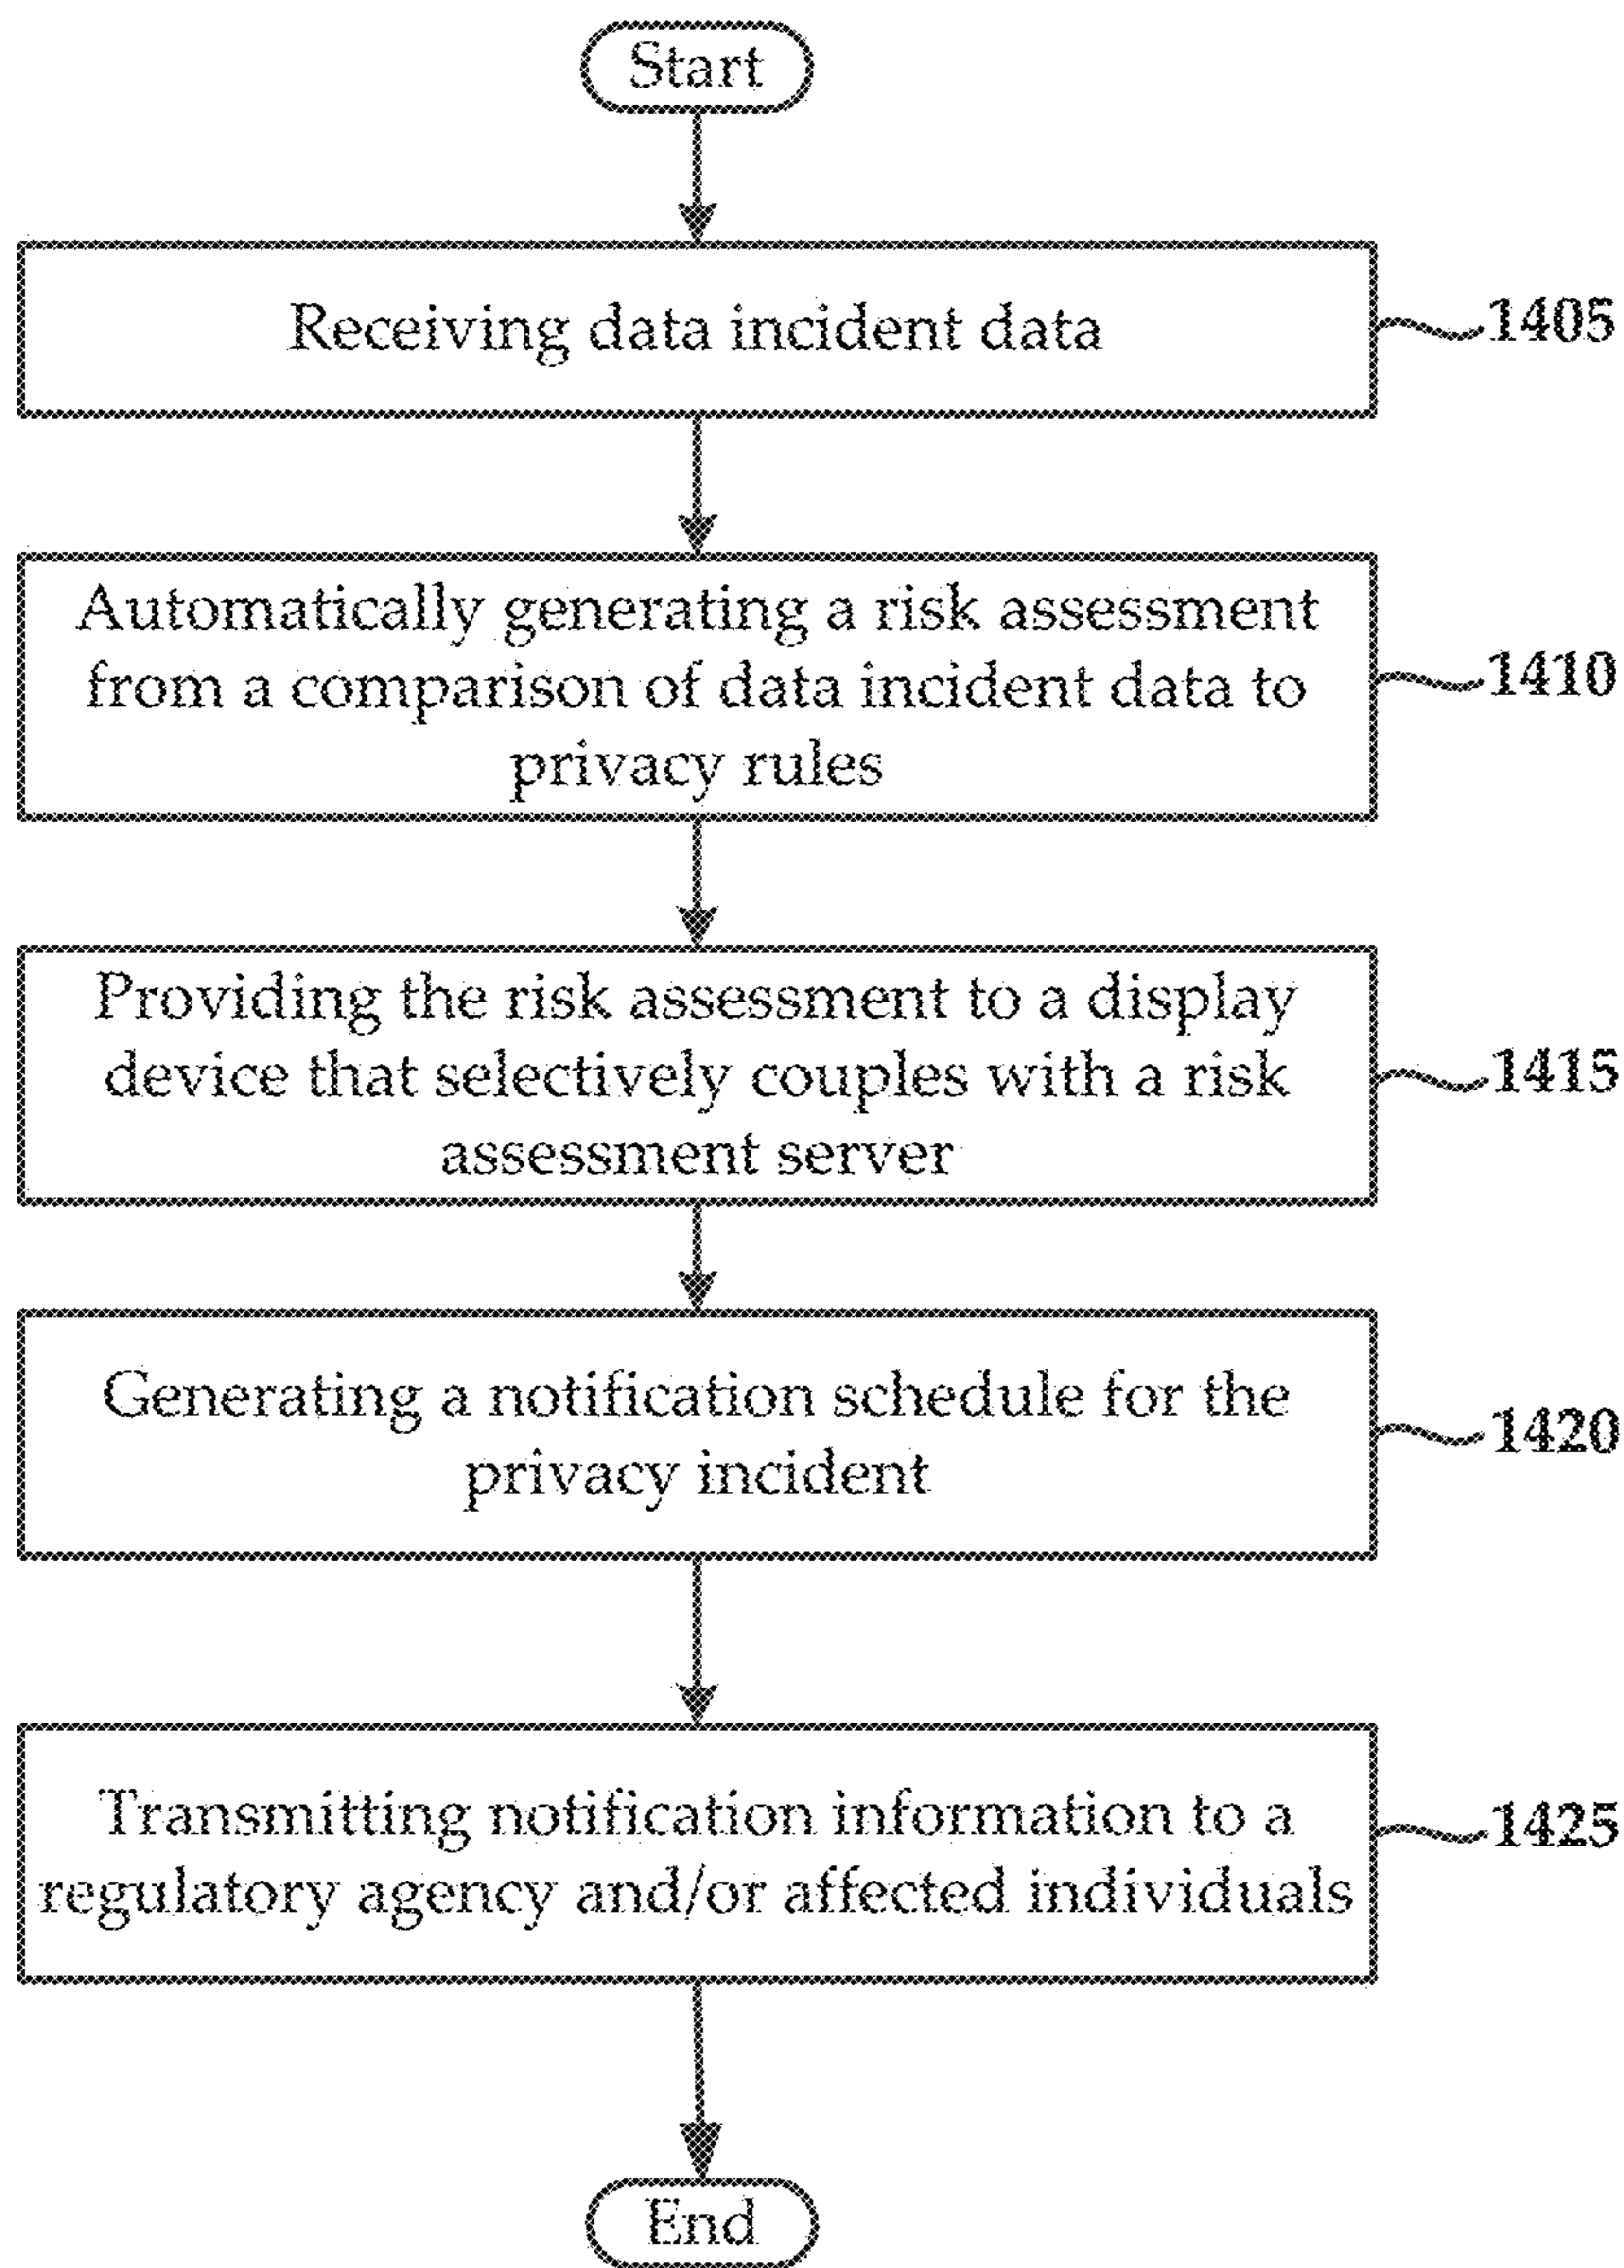 Start
Receiving data incident data
1405
Automatically generating a risk assessment
from a comparison of data incident data to
privacy rules
1410
Providing the risk assessment to a display
device that selectively couples with a risk
assessment server
1415
Generating a notification schedule for the
privacy incident
1420
Transmitting notification information to a
regulatory agency and/or affected individuals
1425
End